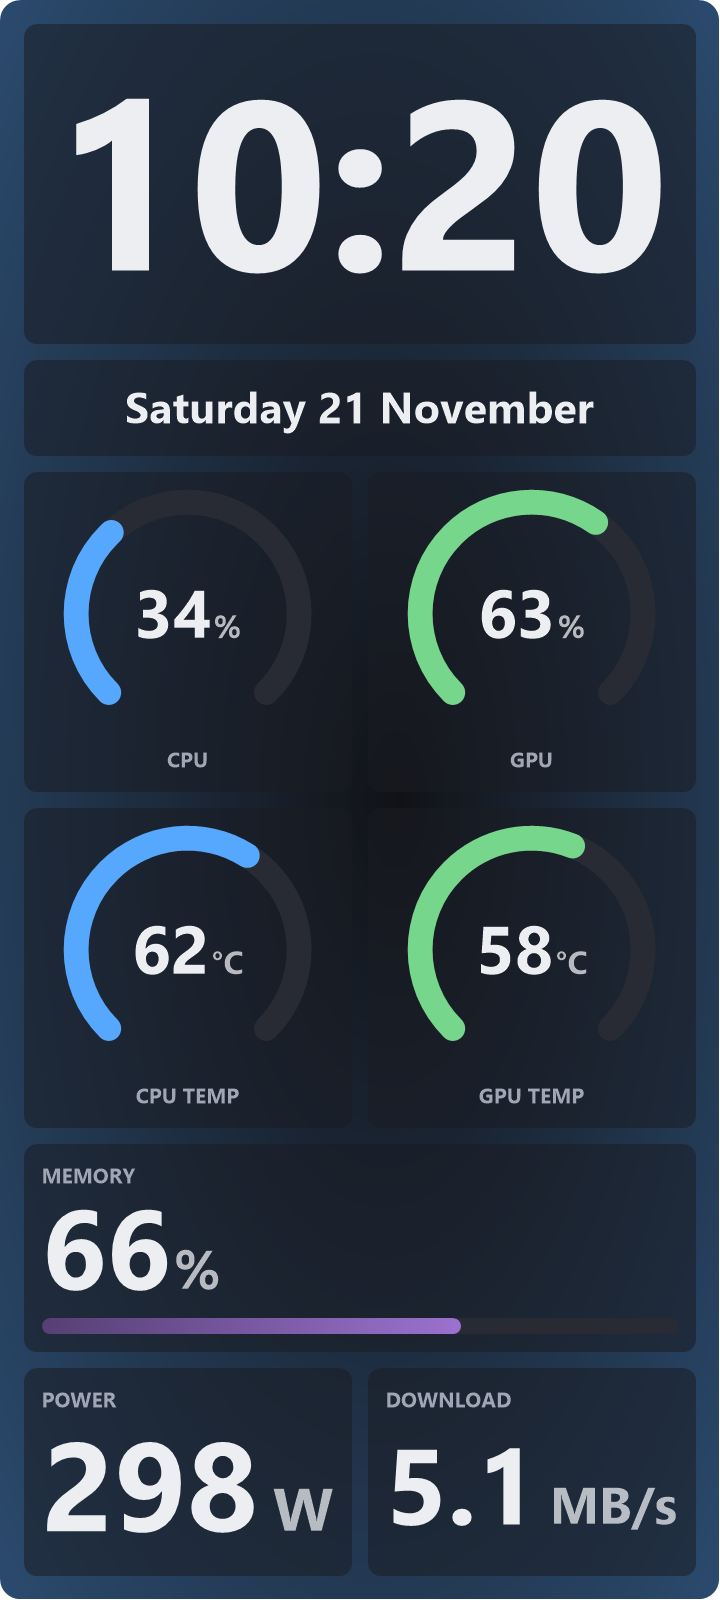 10:20
Saturday 21 November
34%
CPU
63%
GPU
62°C
CPU TEMP
58°C
GPU TEMP
MEMORY
66%
POWER
298 W
DOWNLOAD
5.1 MB/s